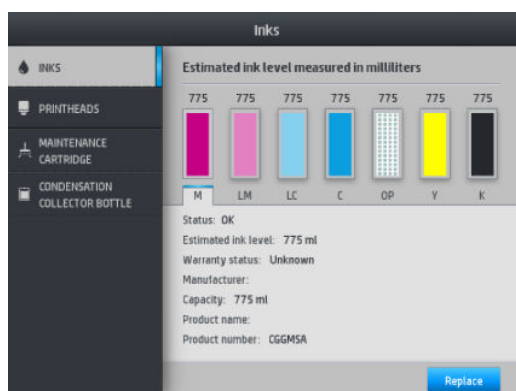 Inks
INKS
PRINTHEADS
MAINTENANCE
CARTRIDGE
CONDENSATION
COLLECTOR BOTTLE
Estimated ink level measured in milliliters
775 775 775 775 775 775 775
M LM LC C OP Y K
Status: OK
Estimated ink level: 775 ml
Warranty status: Unknown
Manufacturer:
Capacity: 775 ml
Product name:
Product number: CGGMSA
Replace